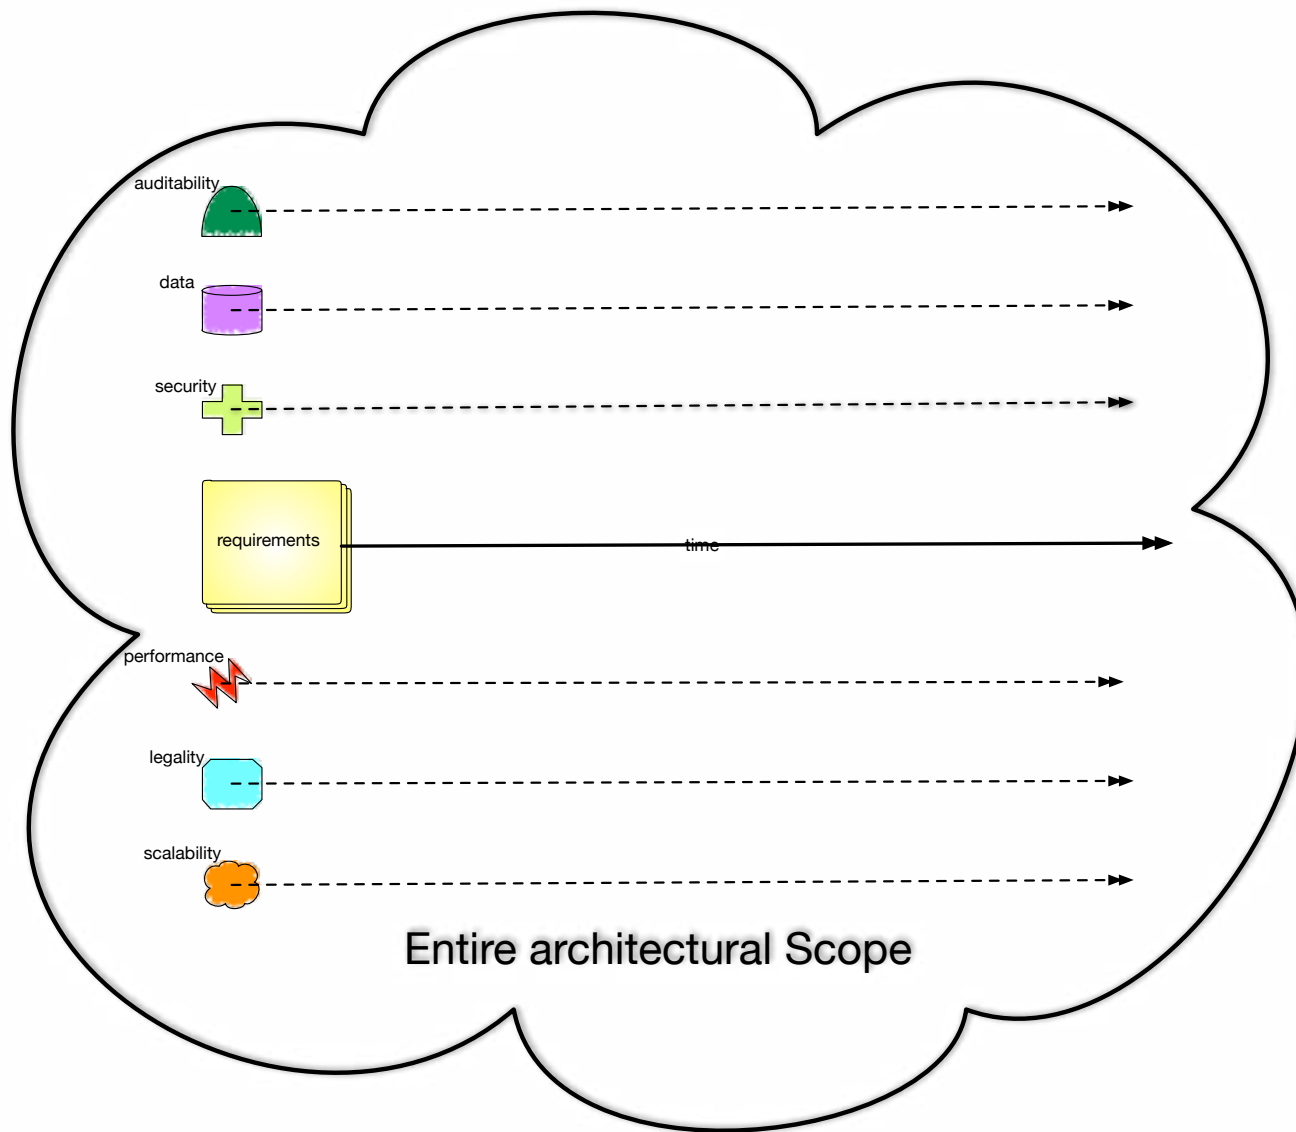 auditability
data
security
requirements
time
performance
legality
scalability
Entire architectural Scope